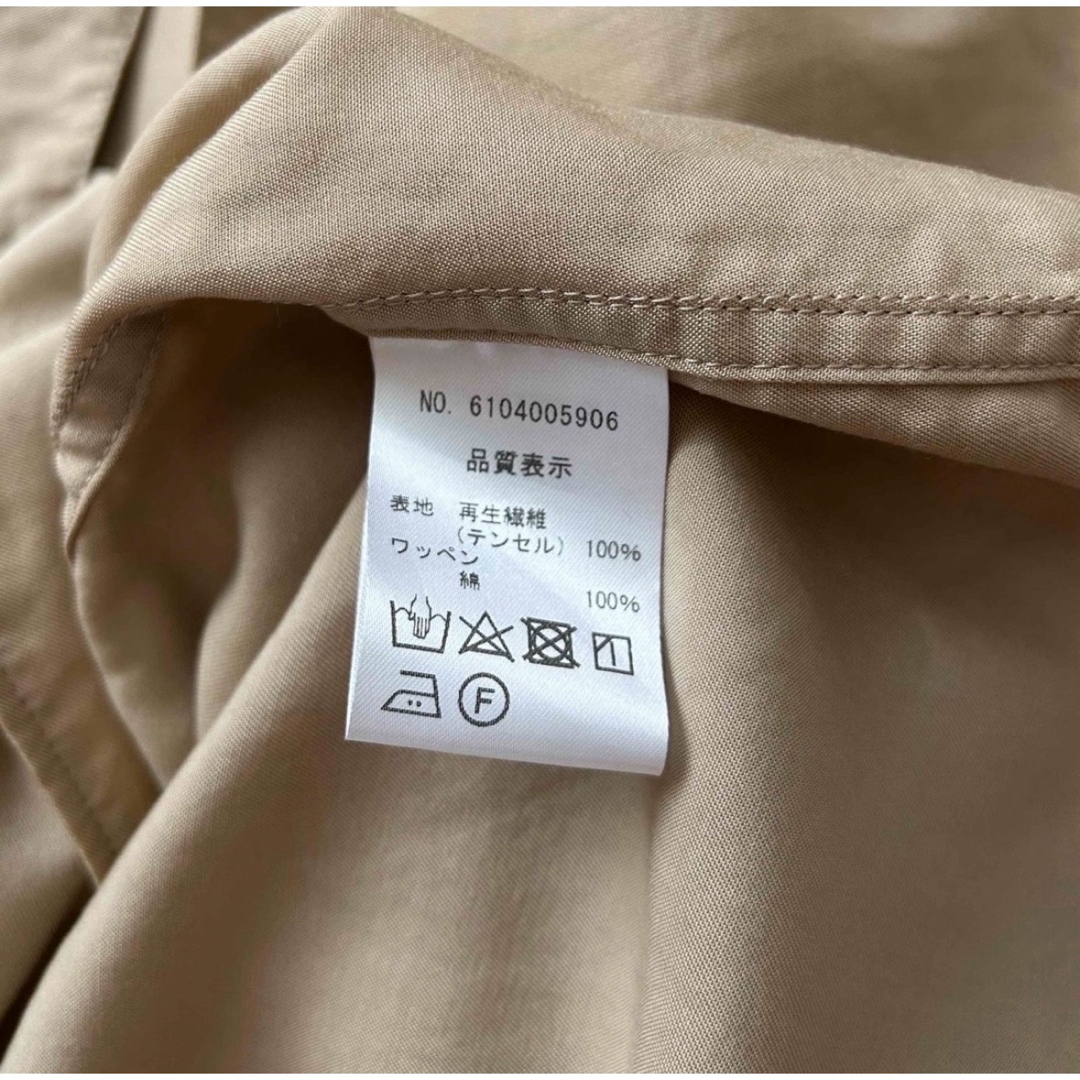 NO. 6104005906
品質表示
表地 再生繊維
(テンセル) 100%
ワッペン
綿 100%
F